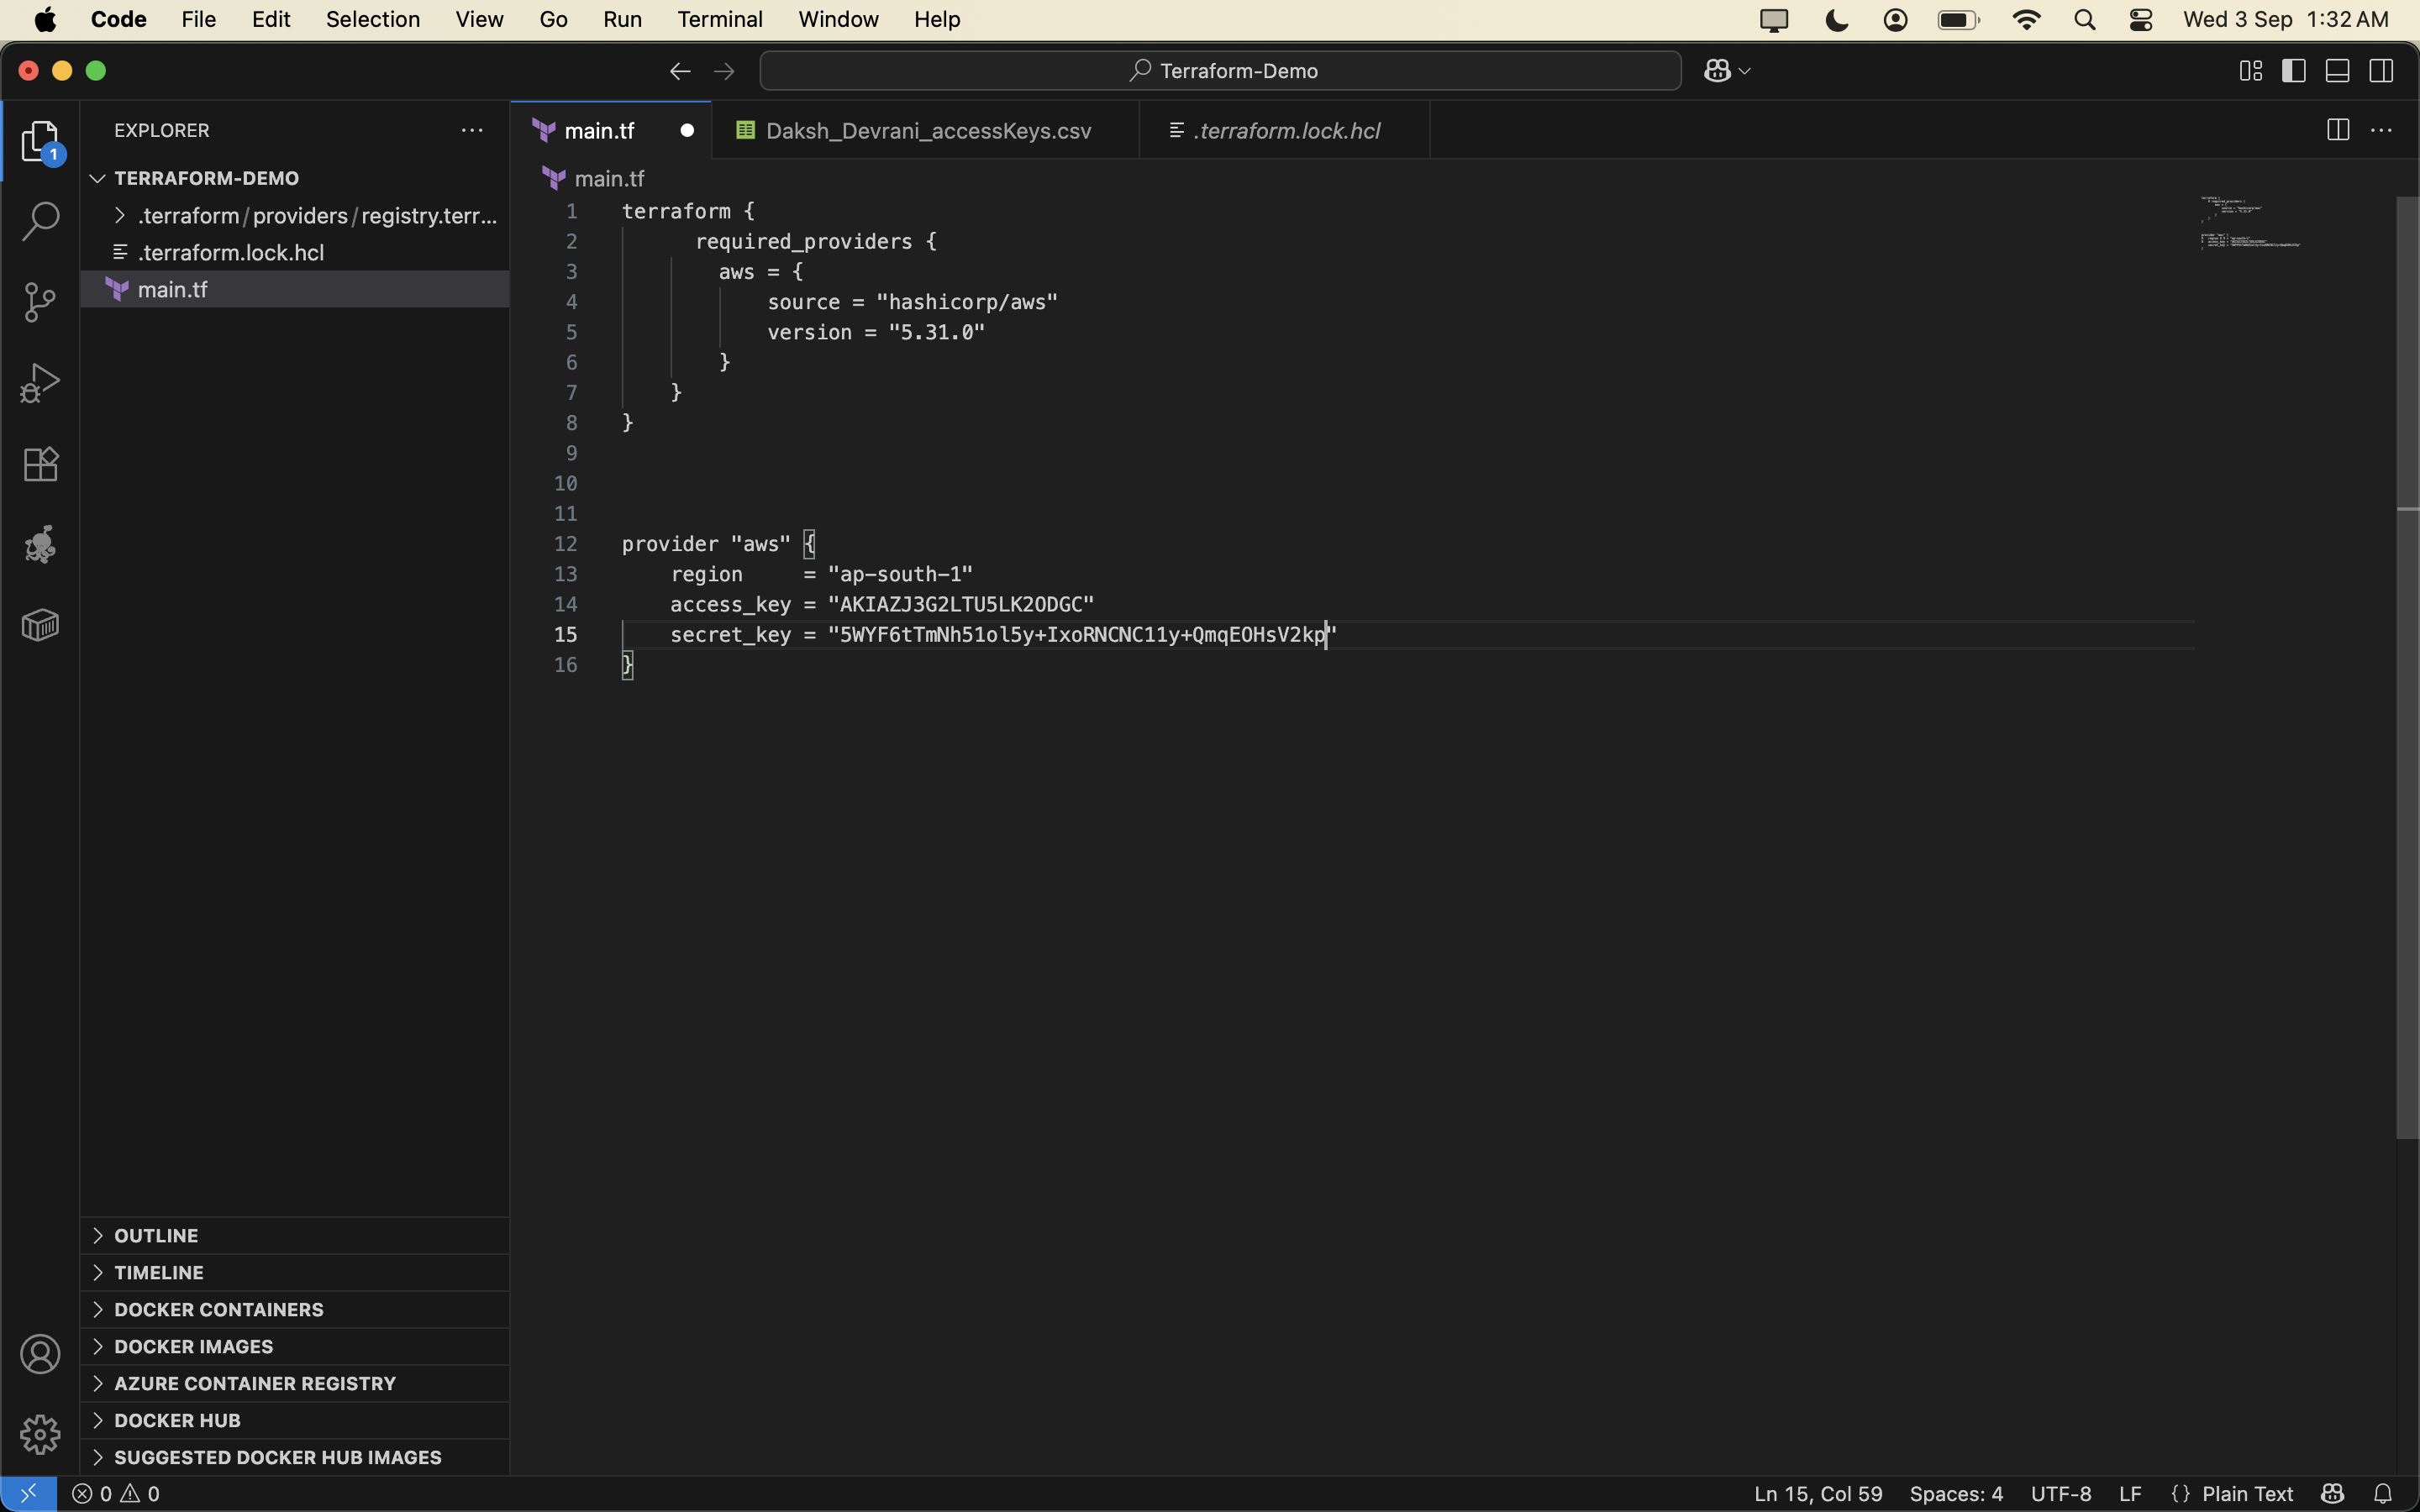 Code File Edit Selection View Go Run Terminal Window Help Wed 3 Sep 1:32 AM
Terraform-Demo
EXPLORER
1
TERRAFORM-DEMO
.terraform/providers/registry.terr...
.terraform.lock.hcl
main.tf
main.tf Daksh_Devrani_accessKeys.csv .terraform.lock.hcl
main.tf
1 terraform {
2 required_providers {
3 aws = {
4 source = "hashicorp/aws"
5 version = "5.31.0"
6 }
7 }
8 }
9
10
11
12 provider "aws" {
13 region     = "ap-south-1"
14 access_key = "[redacted credential]"
15 secret_key = "[redacted credential]"
16 }
OUTLINE
TIMELINE
DOCKER CONTAINERS
DOCKER IMAGES
AZURE CONTAINER REGISTRY
DOCKER HUB
SUGGESTED DOCKER HUB IMAGES
0 0 Ln 15, Col 59 Spaces: 4 UTF-8 LF {} Plain Text